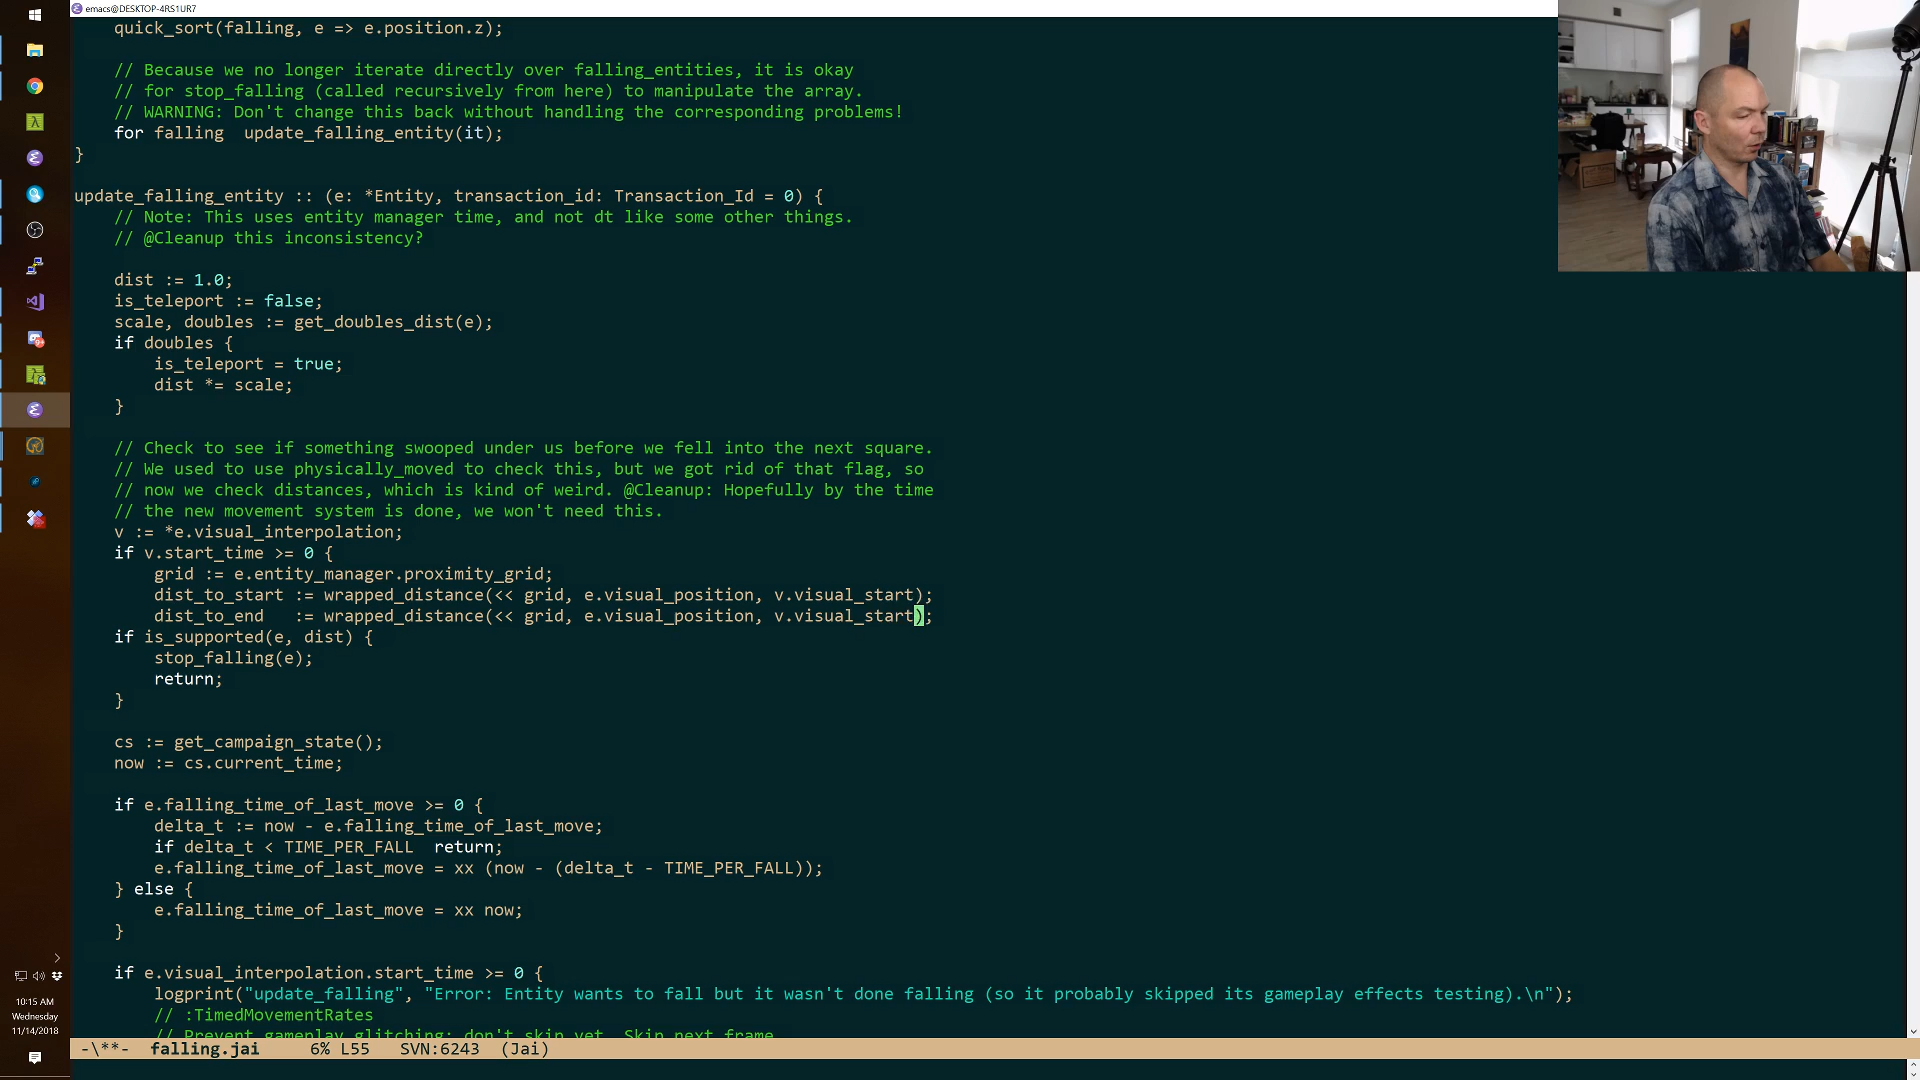 emacs@DESKTOP-4RS1UR7
    quick_sort(falling, e => e.position.z);
    // Because we no longer iterate directly over falling_entities, it is okay
    // for stop_falling (called recursively from here) to manipulate the array.
    // WARNING: Don't change this back without handling the corresponding problems!
    for falling  update_falling_entity(it);
}
update_falling_entity :: (e: *Entity, transaction_id: Transaction_Id = 0) {
    // Note: This uses entity manager time, and not dt like some other things.
    // @Cleanup this inconsistency?
    dist := 1.0;
    is_teleport := false;
    scale, doubles := get_doubles_dist(e);
    if doubles {
        is_teleport = true;
        dist *= scale;
    }
    // Check to see if something swooped under us before we fell into the next square.
    // We used to use physically_moved to check this, but we got rid of that flag, so
    // now we check distances, which is kind of weird. @Cleanup: Hopefully by the time
    // the new movement system is done, we won't need this.
    v := *e.visual_interpolation;
    if v.start_time >= 0 {
        grid := e.entity_manager.proximity_grid;
        dist_to_start := wrapped_distance(<< grid, e.visual_position, v.visual_start);
        dist_to_end   := wrapped_distance(<< grid, e.visual_position, v.visual_start);
    if is_supported(e, dist) {
        stop_falling(e);
        return;
    }
    cs := get_campaign_state();
    now := cs.current_time;
    if e.falling_time_of_last_move >= 0 {
        delta_t := now - e.falling_time_of_last_move;
        if delta_t < TIME_PER_FALL  return;
        e.falling_time_of_last_move = xx (now - (delta_t - TIME_PER_FALL));
    } else {
        e.falling_time_of_last_move = xx now;
    }
    if e.visual_interpolation.start_time >= 0 {
        logprint("update_falling", "Error: Entity wants to fall but it wasn't done falling (so it probably skipped its gameplay effects testing).\n");
        // :TimedMovementRates
        // Prevent gameplay glitching: don't skip yet. Skip next frame
-\**-  falling.jai     6% L55   SVN:6243  (Jai)
10:15 AM
Wednesday
11/14/2018